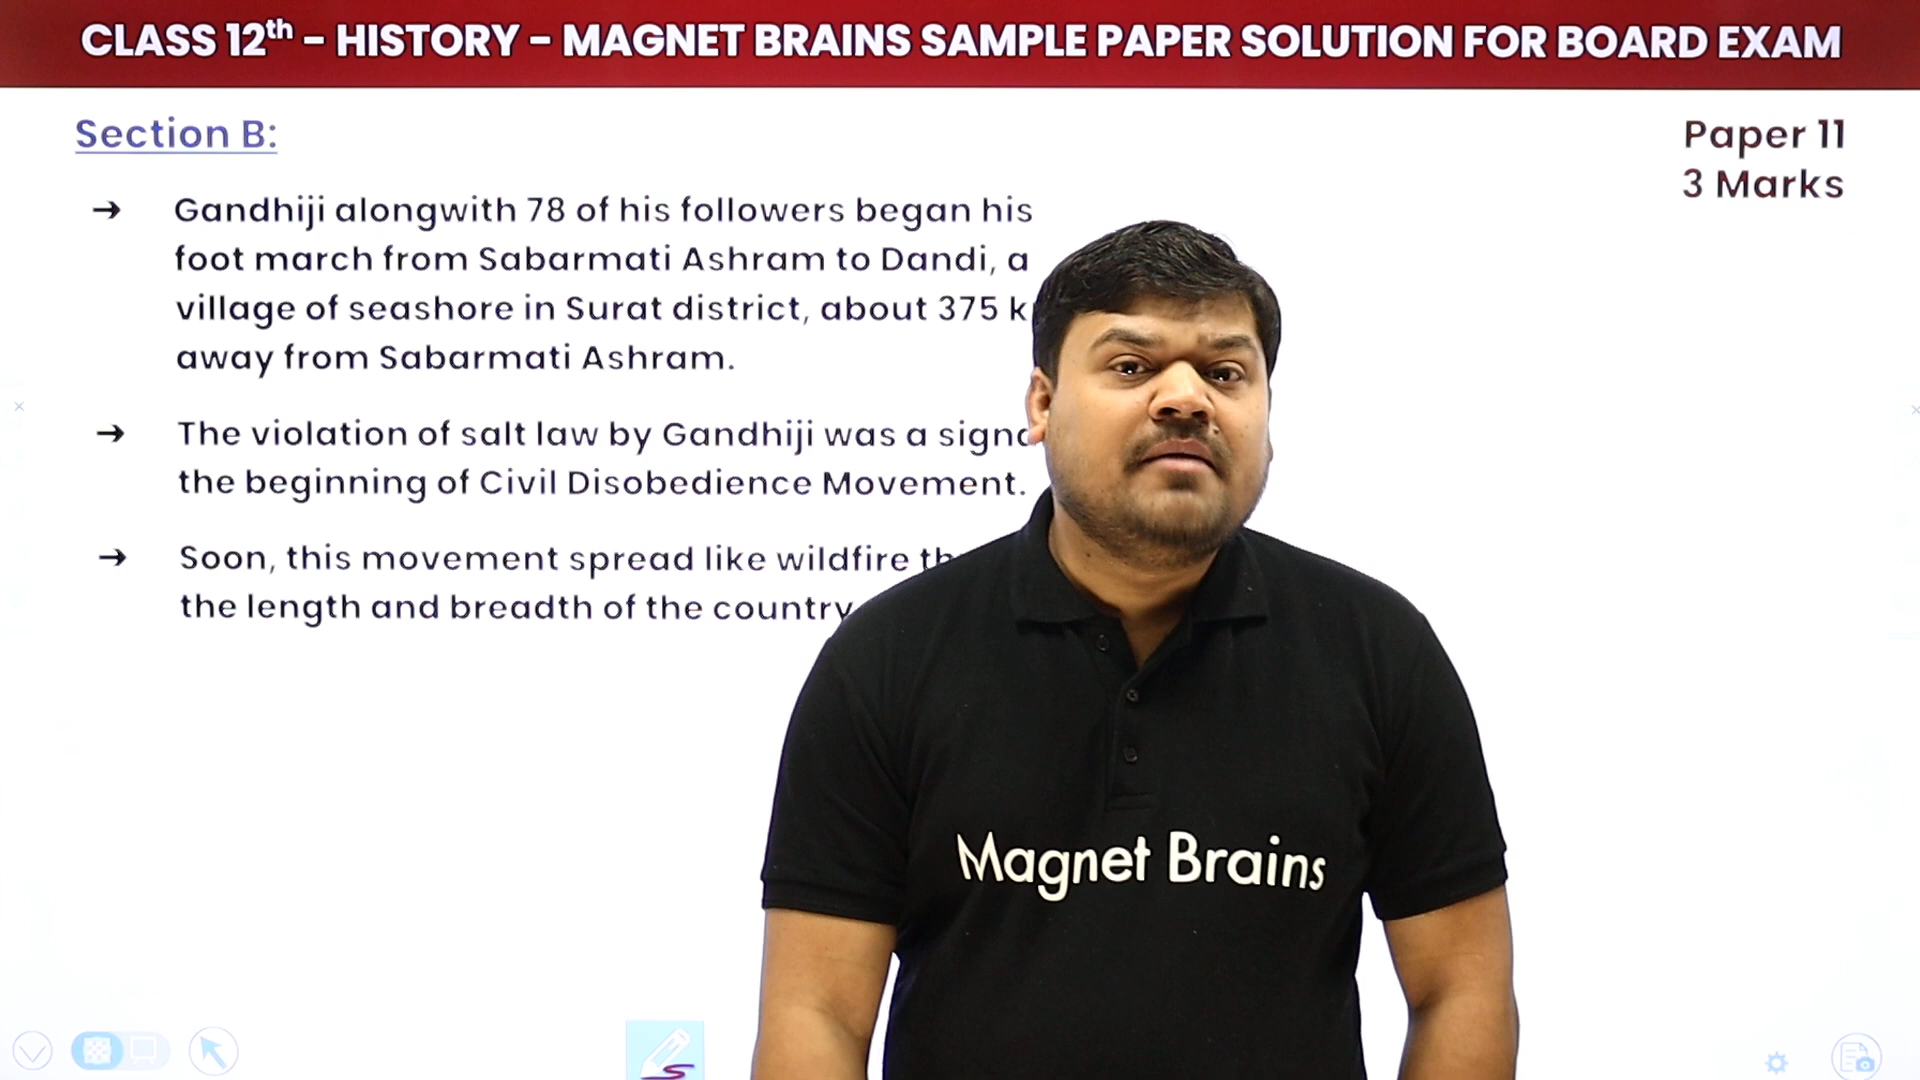 CLASS 12th - HISTORY - MAGNET BRAINS SAMPLE PAPER SOLUTION FOR BOARD EXAM
Section B:
Paper 11
3 Marks
→ Gandhiji alongwith 78 of his followers began his
foot march from Sabarmati Ashram to Dandi, a
village of seashore in Surat district, about 375
away from Sabarmati Ashram.
→ The violation of salt law by Gandhiji was a
the beginning of Civil Disobedience Movement.
→ Soon, this movement spread like wildfire
the length and breadth of the country
Magnet Brains